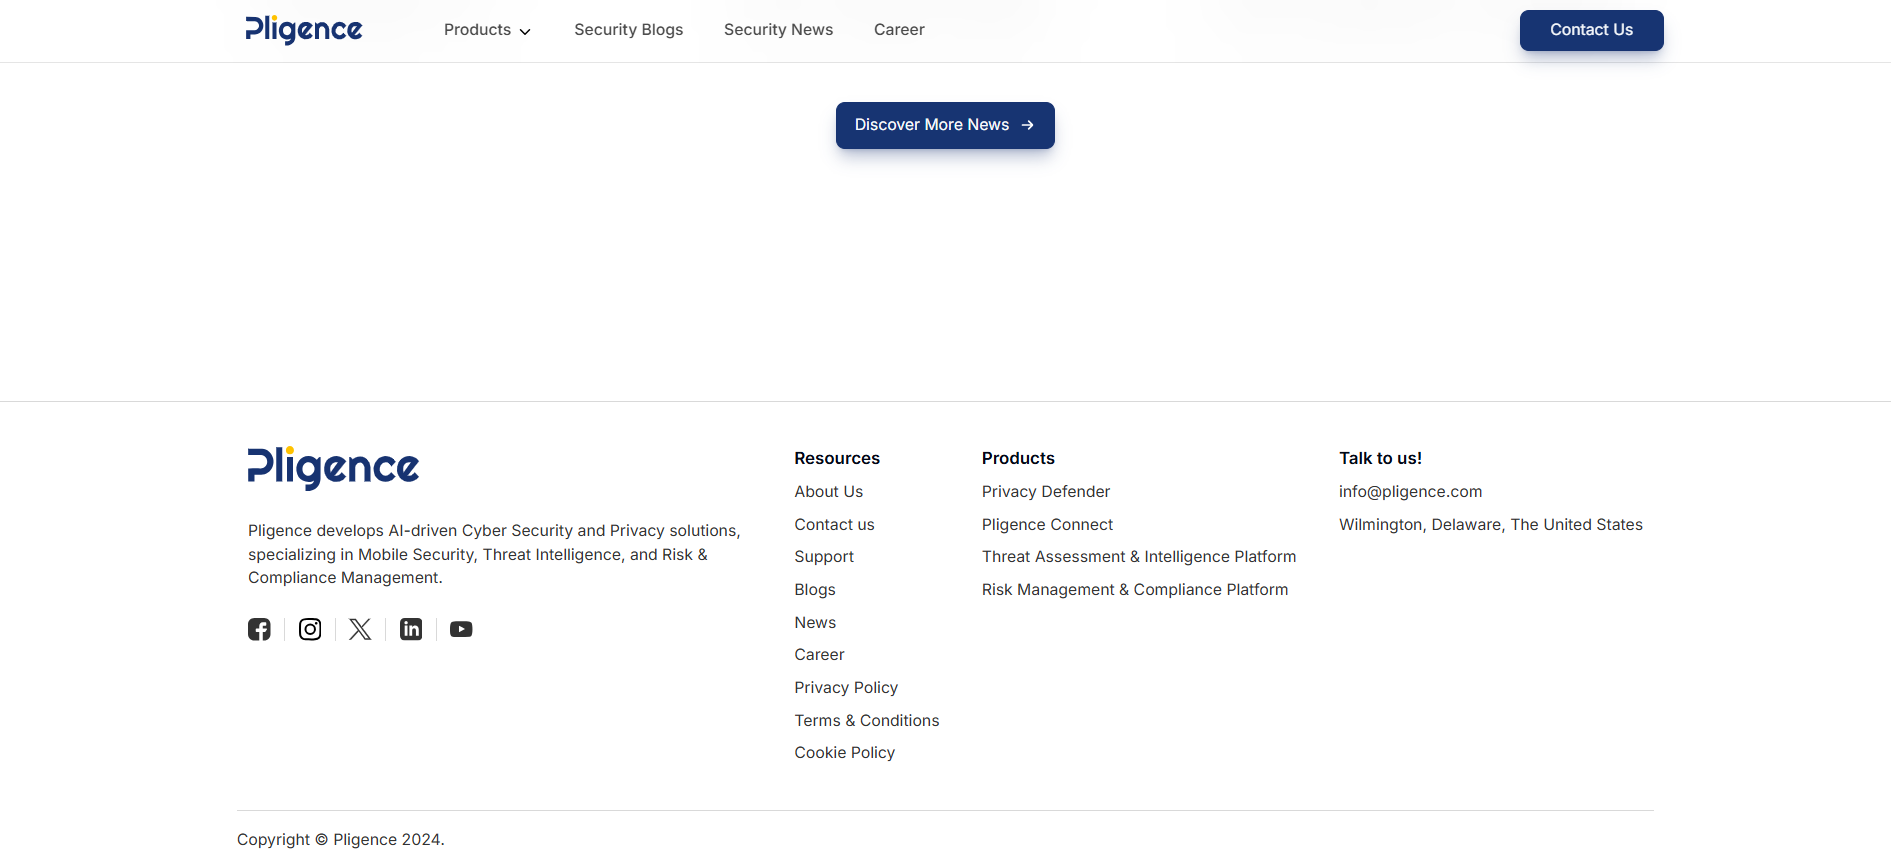 Pligence
Products
Security Blogs
Security News
Career
Contact Us
Discover More News
Pligence
Pligence develops AI-driven Cyber Security and Privacy solutions,
specializing in Mobile Security, Threat Intelligence, and Risk &
Compliance Management.
Resources
About Us
Contact us
Support
Blogs
News
Career
Privacy Policy
Terms & Conditions
Cookie Policy
Products
Privacy Defender
Pligence Connect
Threat Assessment & Intelligence Platform
Risk Management & Compliance Platform
Talk to us!
info@pligence.com
Wilmington, Delaware, The United States
Copyright © Pligence 2024.